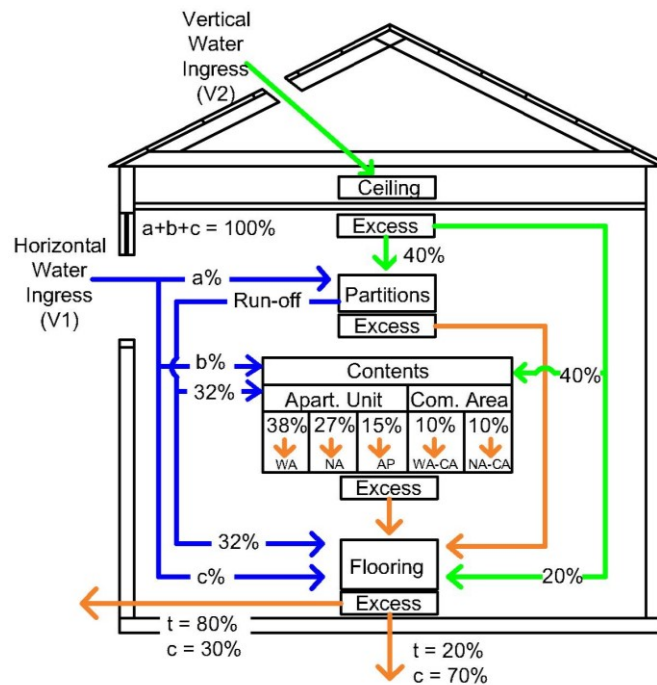 Vertical
Water
Ingress
(V2)
Ceiling
a+b+c = 100%
Excess
Horizontal
Water
Ingress
(V1)
40%
a%
Run-off
Partitions
Excess
b%
Contents
40%
32%
Apart. Unit
Com. Area
38%
27%
15%
10%
10%
WA
NA
AP
WA-CA
NA-CA
Excess
32%
Flooring
c%
20%
Excess
t = 80%
c = 30%
t = 20%
c = 70%